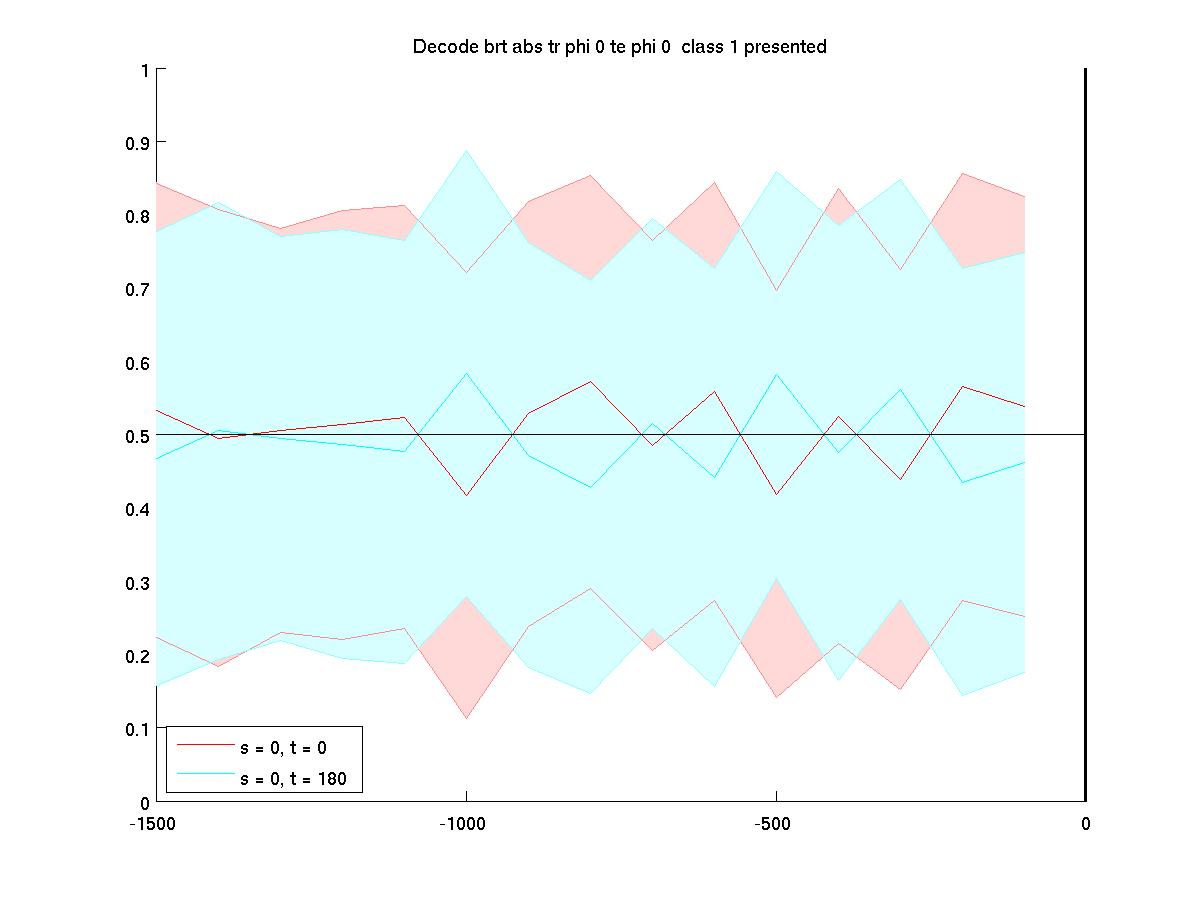 Decode brt abs tr phi 0 te phi 0  class 1 presented
1
0.9
0.8
0.7
0.6
0.5
0.4
0.3
0.2
0.1
0
s = 0, t = 0
s = 0, t = 180
-1500 -1000 -500 0